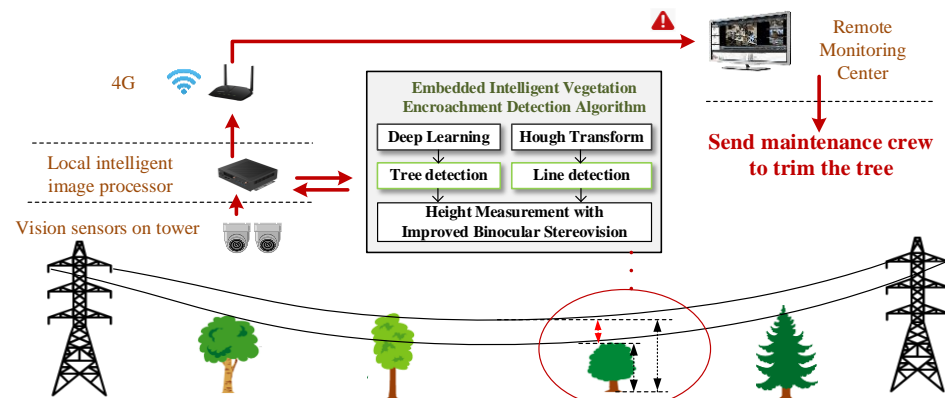 4G
Remote
Monitoring
Center
Embedded Intelligent Vegetation
Encroachment Detection Algorithm
Deep Learning
Hough Transform
Send maintenance crew
to trim the tree
Local intelligent
image processor
Tree detection
Line detection
Vision sensors on tower
Height Measurement with
Improved Binocular Stereovision